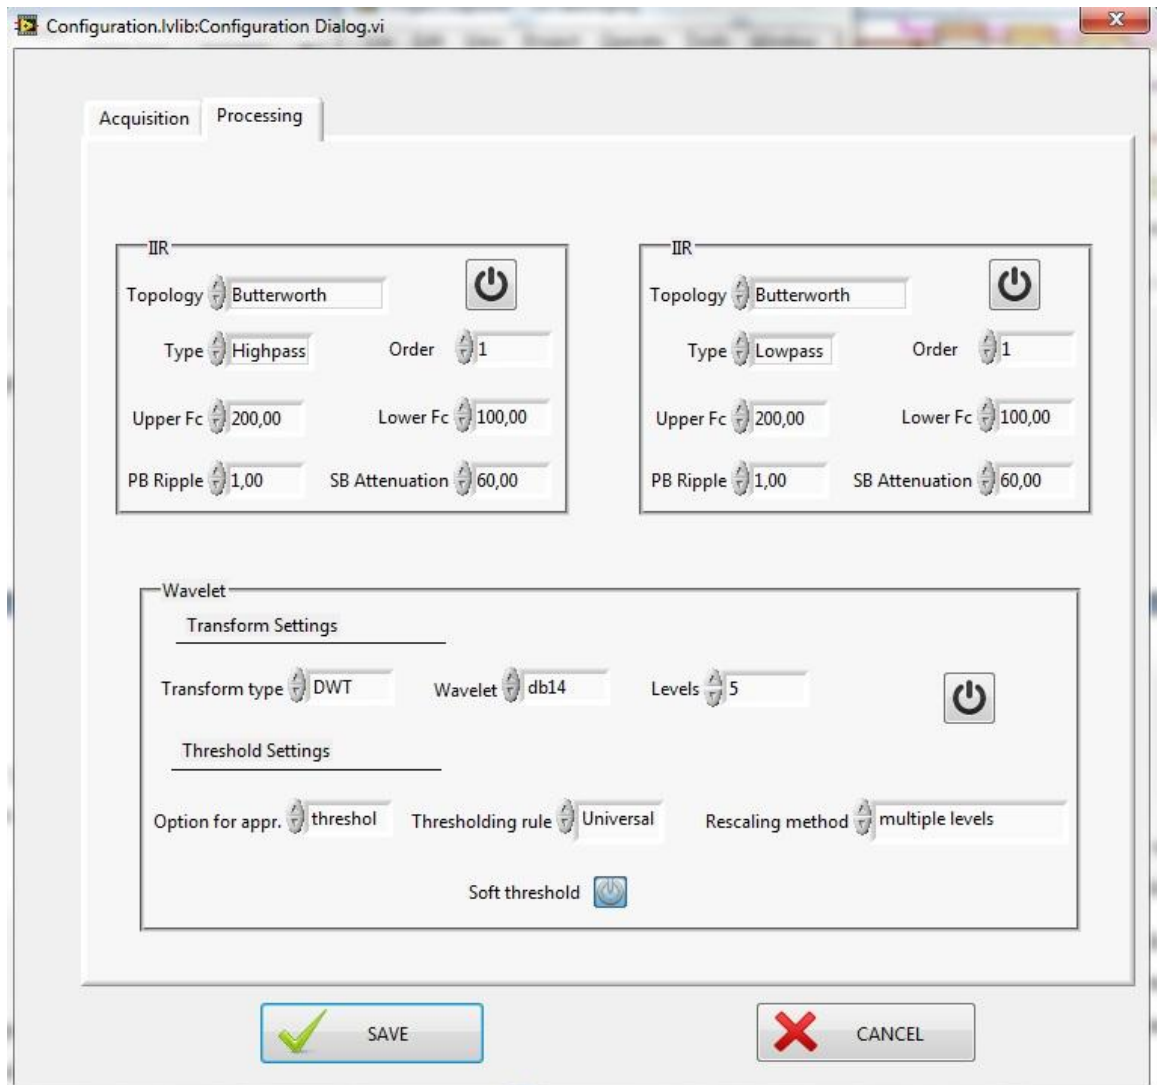 Configuration.lvlib:Configuration Dialog.vi
Acquisition Processing
IIR IIR
Topology Butterworth Topology Butterworth
Type Highpass Order 1 Type Lowpass Order 1
Upper Fc 200,00 Lower Fc 100,00 Upper Fc 200,00 Lower Fc 100,00
PB Ripple 1,00 SB Attenuation 60,00 PB Ripple 1,00 SB Attenuation 60,00
Wavelet
Transform Settings
Transform type DWT Wavelet db14 Levels 5
Threshold Settings
Option for appr. threshol Thresholding rule Universal Rescaling method multiple levels
Soft threshold
SAVE CANCEL